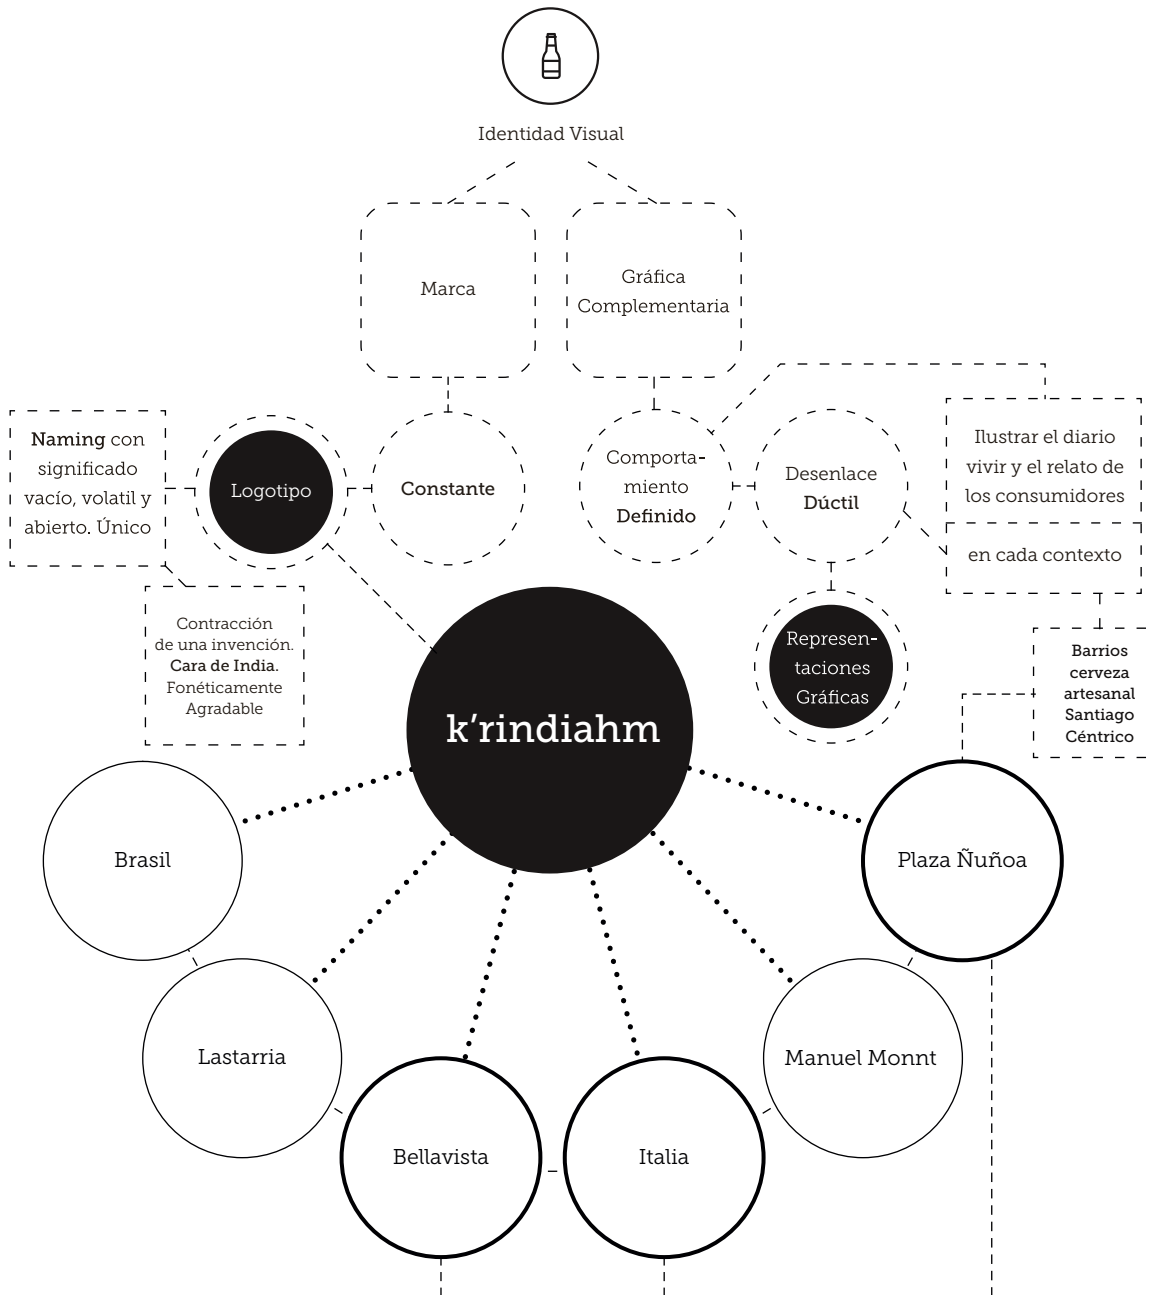 Identidad Visual
Marca
Gráfica
Complementaria
Naming con
significado
vacío, volatil y
abierto. Único
Logotipo
Constante
Comporta-
miento
Definido
Desenlace
Dúctil
Ilustrar el diario
vivir y el relato de
los consumidores
en cada contexto
Contracción
de una invención.
Cara de India.
Fonéticamente
Agradable
Represen-
taciones
Gráficas
Barrios
cerveza
artesanal
Santiago
Céntrico
k'rindiahm
Brasil
Plaza Ñuñoa
Lastarria
Manuel Monnt
Bellavista
Italia